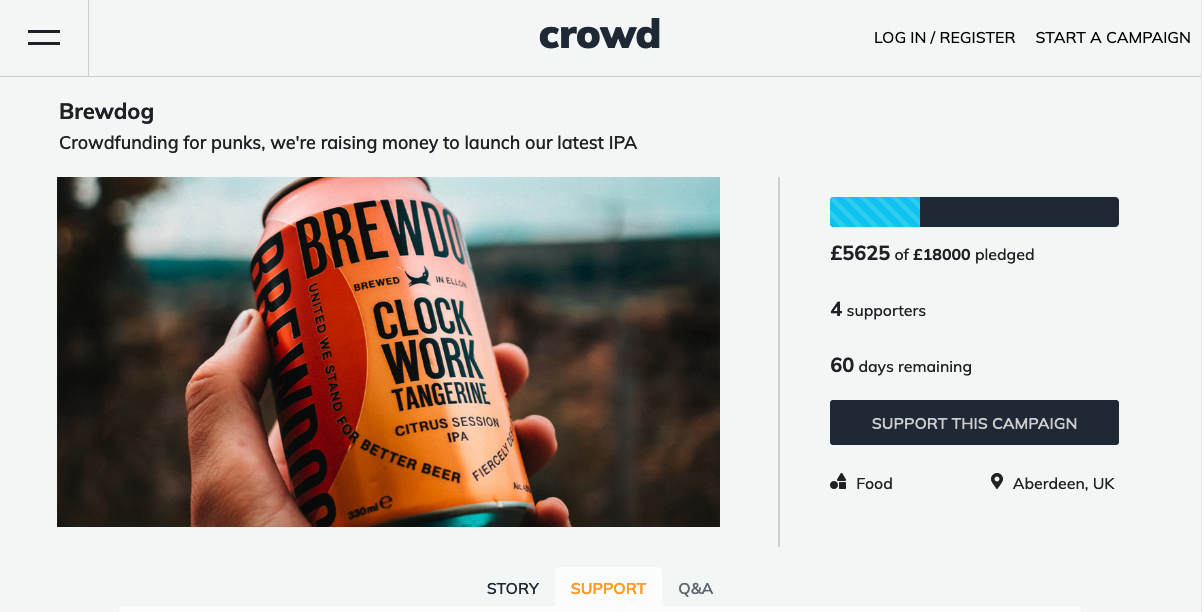 crowd
LOG IN / REGISTER
START A CAMPAIGN
Brewdog
Crowdfunding for punks, we're raising money to launch our latest IPA
BREWDO
BREWDOG
BREWED IN ELLON
UNITED WE STAND FOR BETTER BEER
CLOCK
WORK
TANGERINE
CITRUS SESSION
IPA
FIERCELY DE
330ml e
£5625 of £18000 pledged
4 supporters
60 days remaining
SUPPORT THIS CAMPAIGN
Food
Aberdeen, UK
STORY
SUPPORT
Q&A